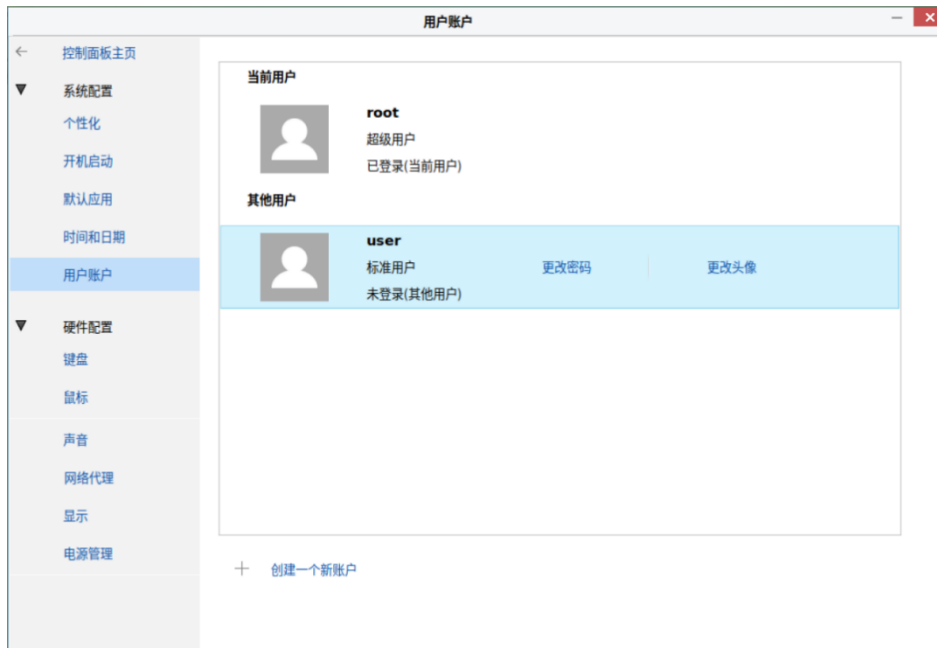 用户账户
控制面板主页
系统配置
个性化
开机启动
默认应用
时间和日期
用户账户
硬件配置
键盘
鼠标
声音
网络代理
显示
电源管理
当前用户
root
超级用户
已登录(当前用户)
其他用户
user
标准用户 更改密码 更改头像
未登录(其他用户)
创建一个新账户